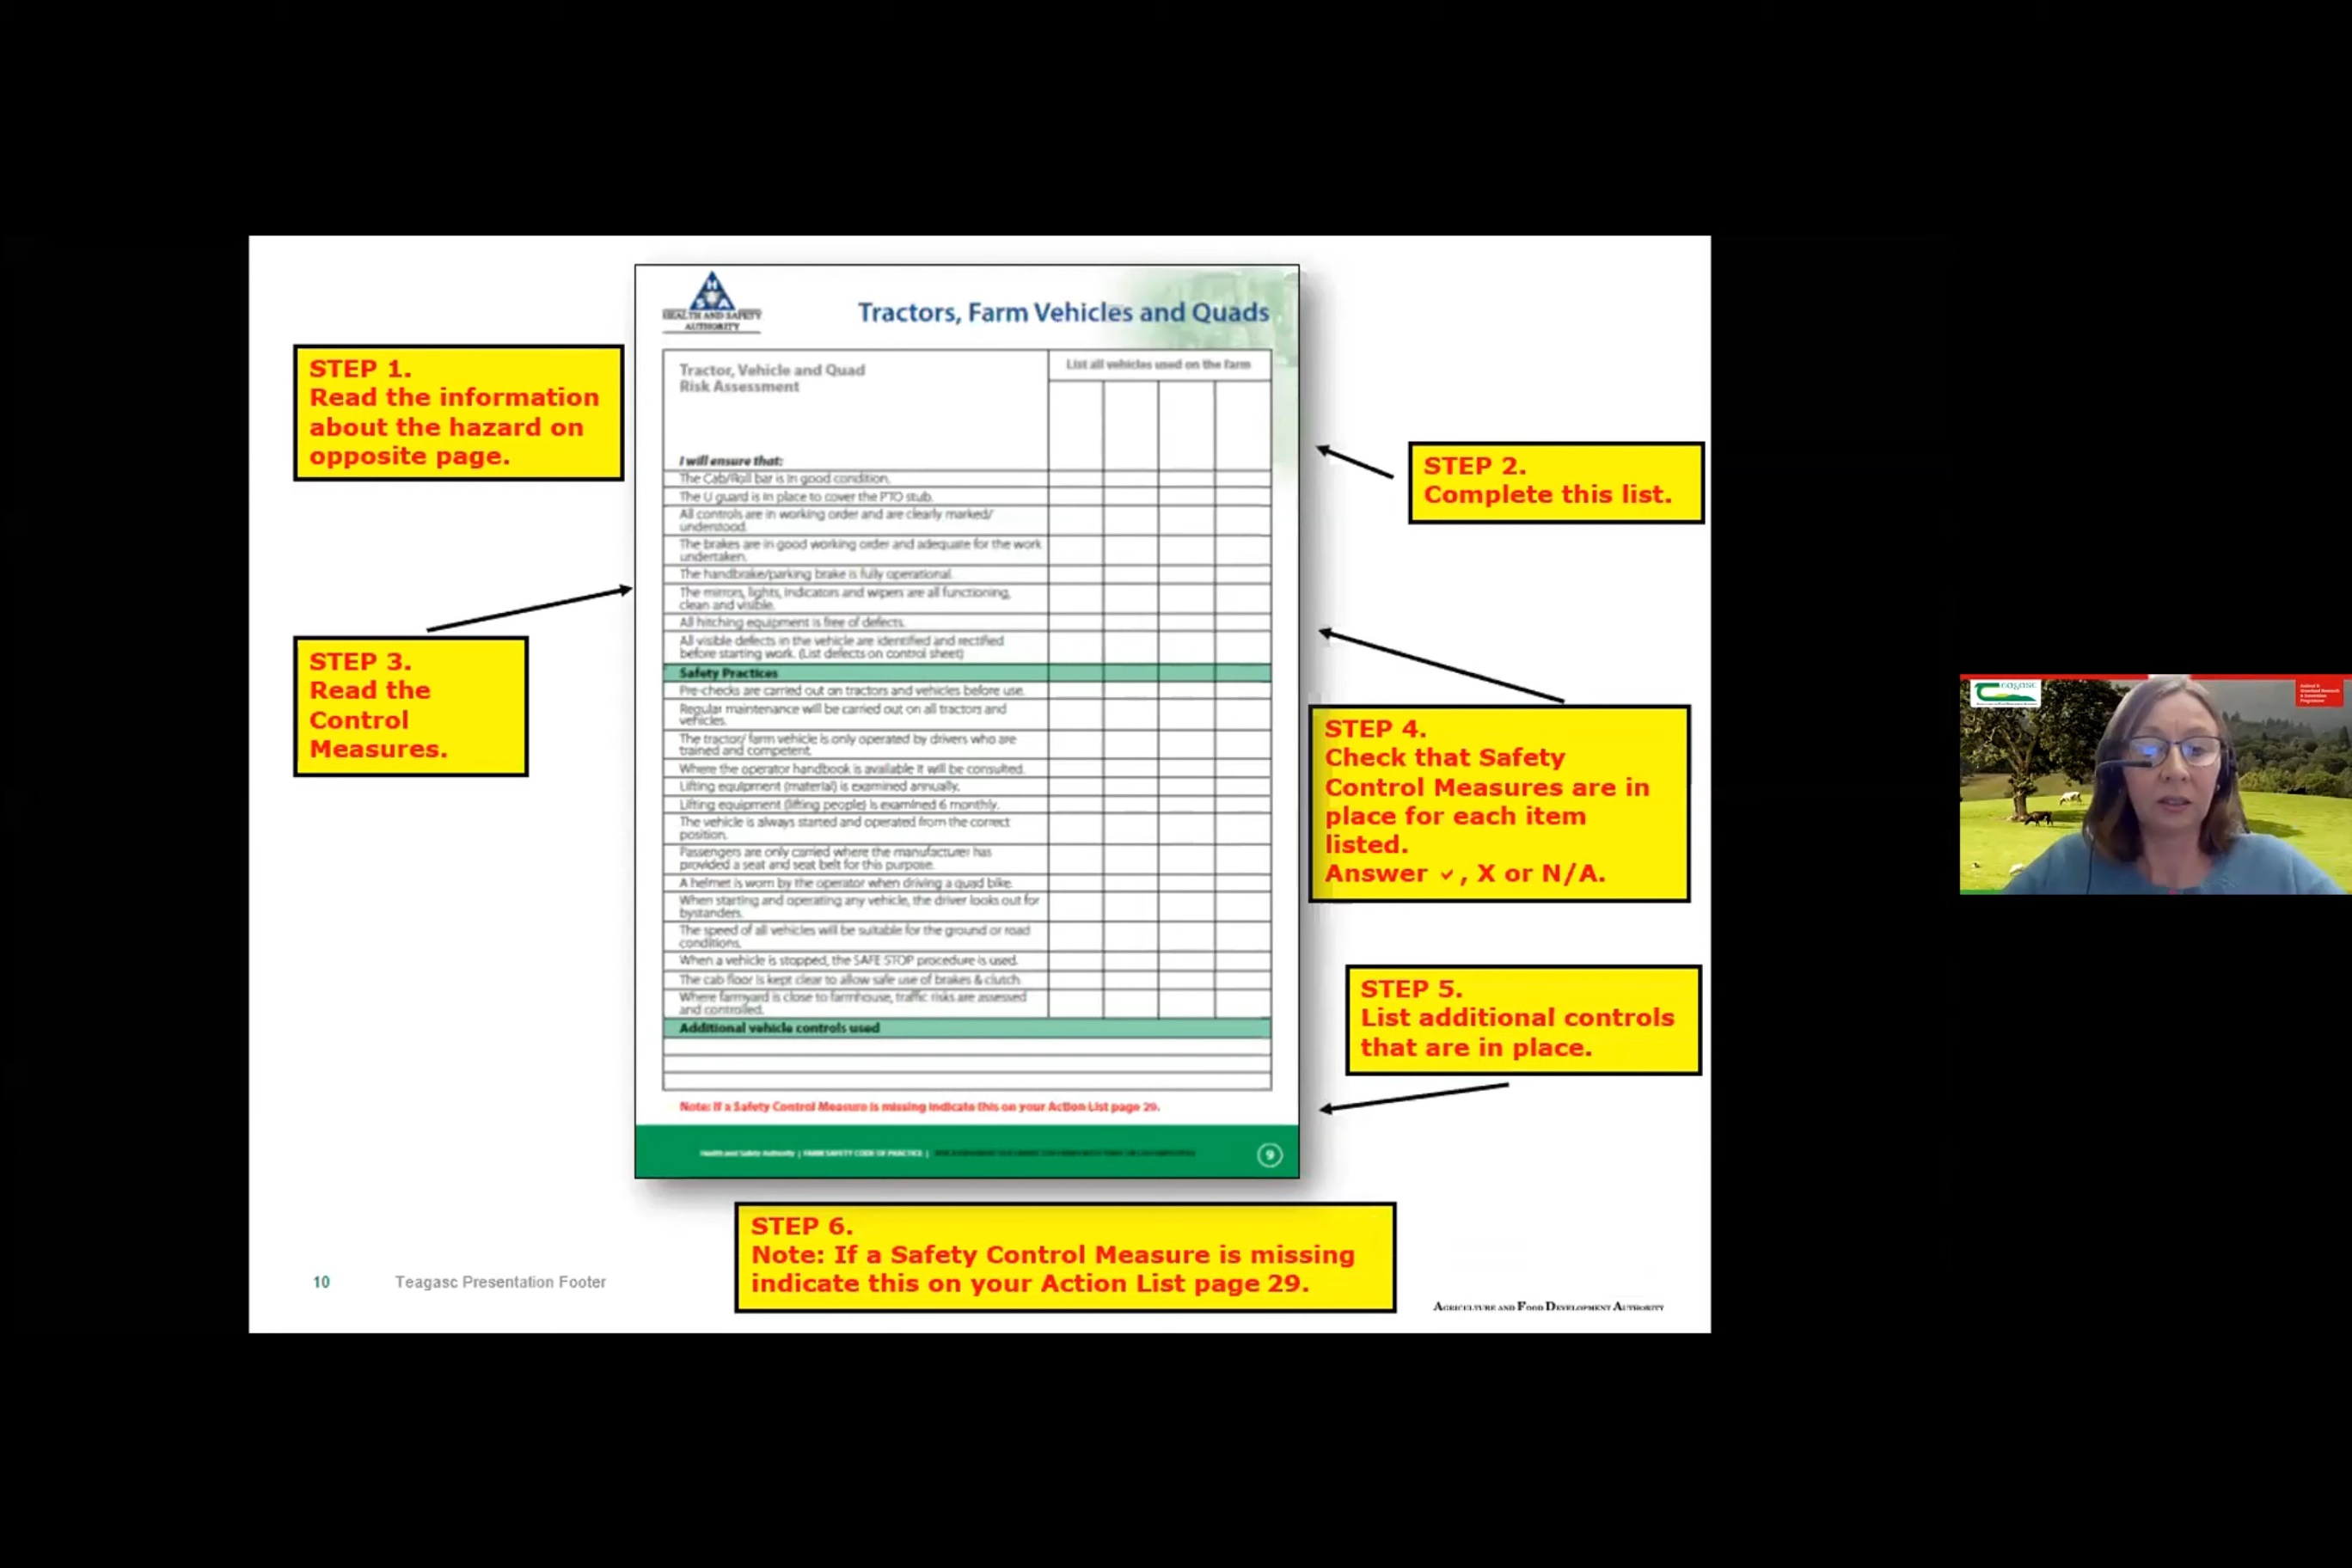 HEALTH AND SAFETY
AUTHORITY
Tractors, Farm Vehicles and Quads
STEP 1.
Read the information
about the hazard on
opposite page.
Tractor, Vehicle and Quad
Risk Assessment
List all vehicles used on the farm
STEP 2.
Complete this list.
I will ensure that:
The Cab/Roll bar is in good condition.
The U guard is in place to cover the PTO stub.
All controls are in working order and are clearly marked/
understood.
The brakes are in good working order and adequate for the work
undertaken.
The handbrake/parking brake is fully operational.
The mirrors, lights, indicators and wipers are all functioning,
clean and visible.
All hitching equipment is free of defects.
All visible defects in the vehicle are identified and rectified
before starting work. (List defects on control sheet)
STEP 3.
Read the
Control
Measures.
Safety Practices
Pre-checks are carried out on tractors and vehicles before use.
Regular maintenance will be carried out on all tractors and
vehicles.
The tractor/ farm vehicle is only operated by drivers who are
trained and competent.
Where the operator handbook is available it will be consulted.
Lifting equipment (material) is examined annually.
Lifting equipment (lifting people) is examined 6 monthly.
The vehicle is always started and operated from the correct
position.
Passengers are only carried where the manufacturer has
provided a seat and seat belt for this purpose.
A helmet is worn by the operator when driving a quad bike.
When starting and operating any vehicle, the driver looks out for
bystanders.
The speed of all vehicles will be suitable for the ground or road
conditions.
When a vehicle is stopped, the SAFE STOP procedure is used.
The cab floor is kept clear to allow safe use of brakes & clutch.
Where farmyard is close to farmhouse, traffic risks are assessed
and controlled.
STEP 4.
Check that Safety
Control Measures are in
place for each item
listed.
Answer ✓, X or N/A.
Additional vehicle controls used
STEP 5.
List additional controls
that are in place.
Note: If a Safety Control Measure is missing indicate this on your Action List page 29.
Health and Safety Authority | FARM SAFETY CODE OF PRACTICE |
9
STEP 6.
Note: If a Safety Control Measure is missing
indicate this on your Action List page 29.
10
Teagasc Presentation Footer
AGRICULTURE AND FOOD DEVELOPMENT AUTHORITY